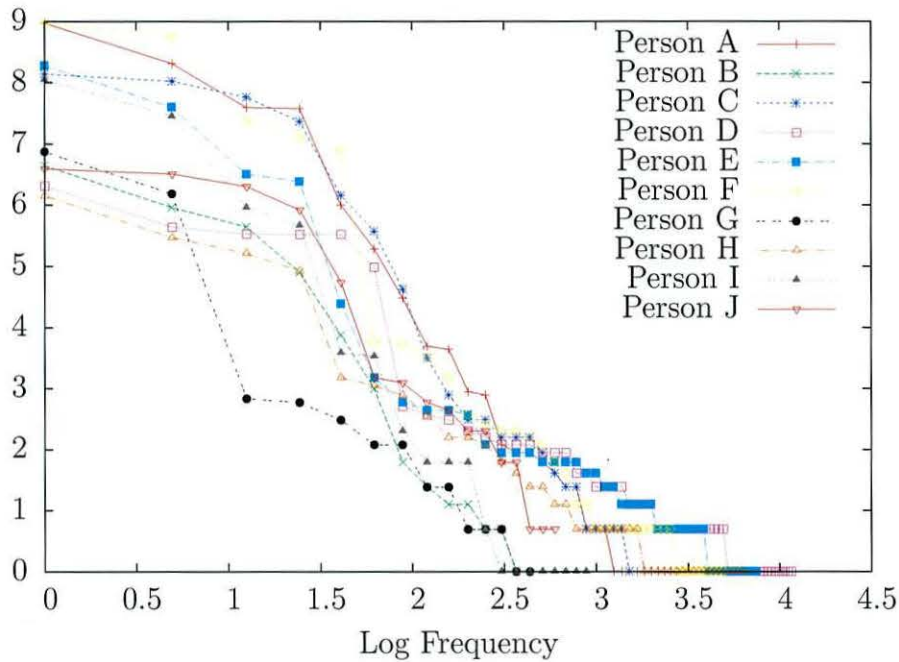 9
8
7
6
5
4
3
2
1
0
0 0.5 1 1.5 2 2.5 3 3.5 4 4.5
Log Frequency
Person A
Person B
Person C
Person D
Person E
Person F
Person G
Person H
Person I
Person J